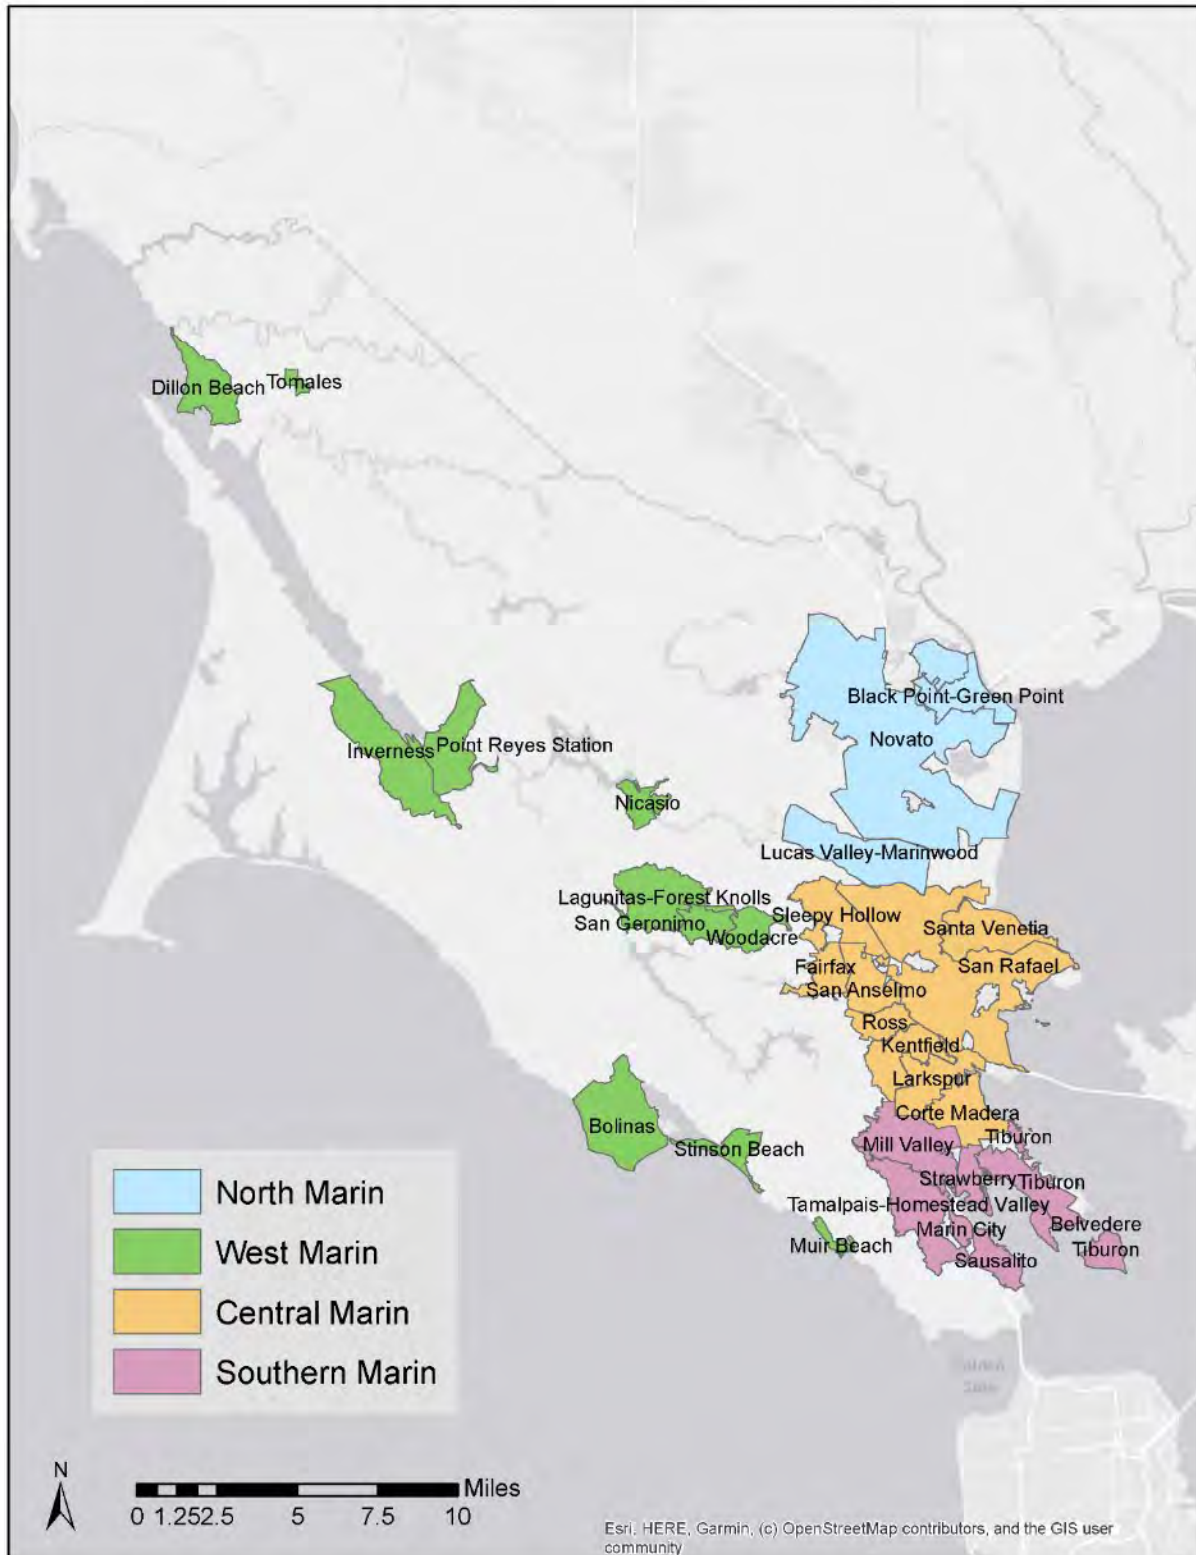 Dillon Beach
Tomales
Black Point-Green Point
Novato
Inverness
Point Reyes Station
Nicasio
Lucas Valley-Marinwood
Lagunitas-Forest Knolls
San Geronimo
Woodacre
Sleepy Hollow
Santa Venetia
Fairfax
San Rafael
San Anselmo
Ross
Kentfield
Larkspur
Corte Madera
Bolinas
Stinson Beach
Mill Valley
Tiburon
Strawberry
Tiburon
Tamalpais-Homestead Valley
Marin City
Belvedere
Tiburon
Muir Beach
Sausalito
North Marin
West Marin
Central Marin
Southern Marin
N
Miles
0 1.25 2.5 5 7.5 10
Esri, HERE, Garmin, (c) OpenStreetMap contributors, and the GIS user
community